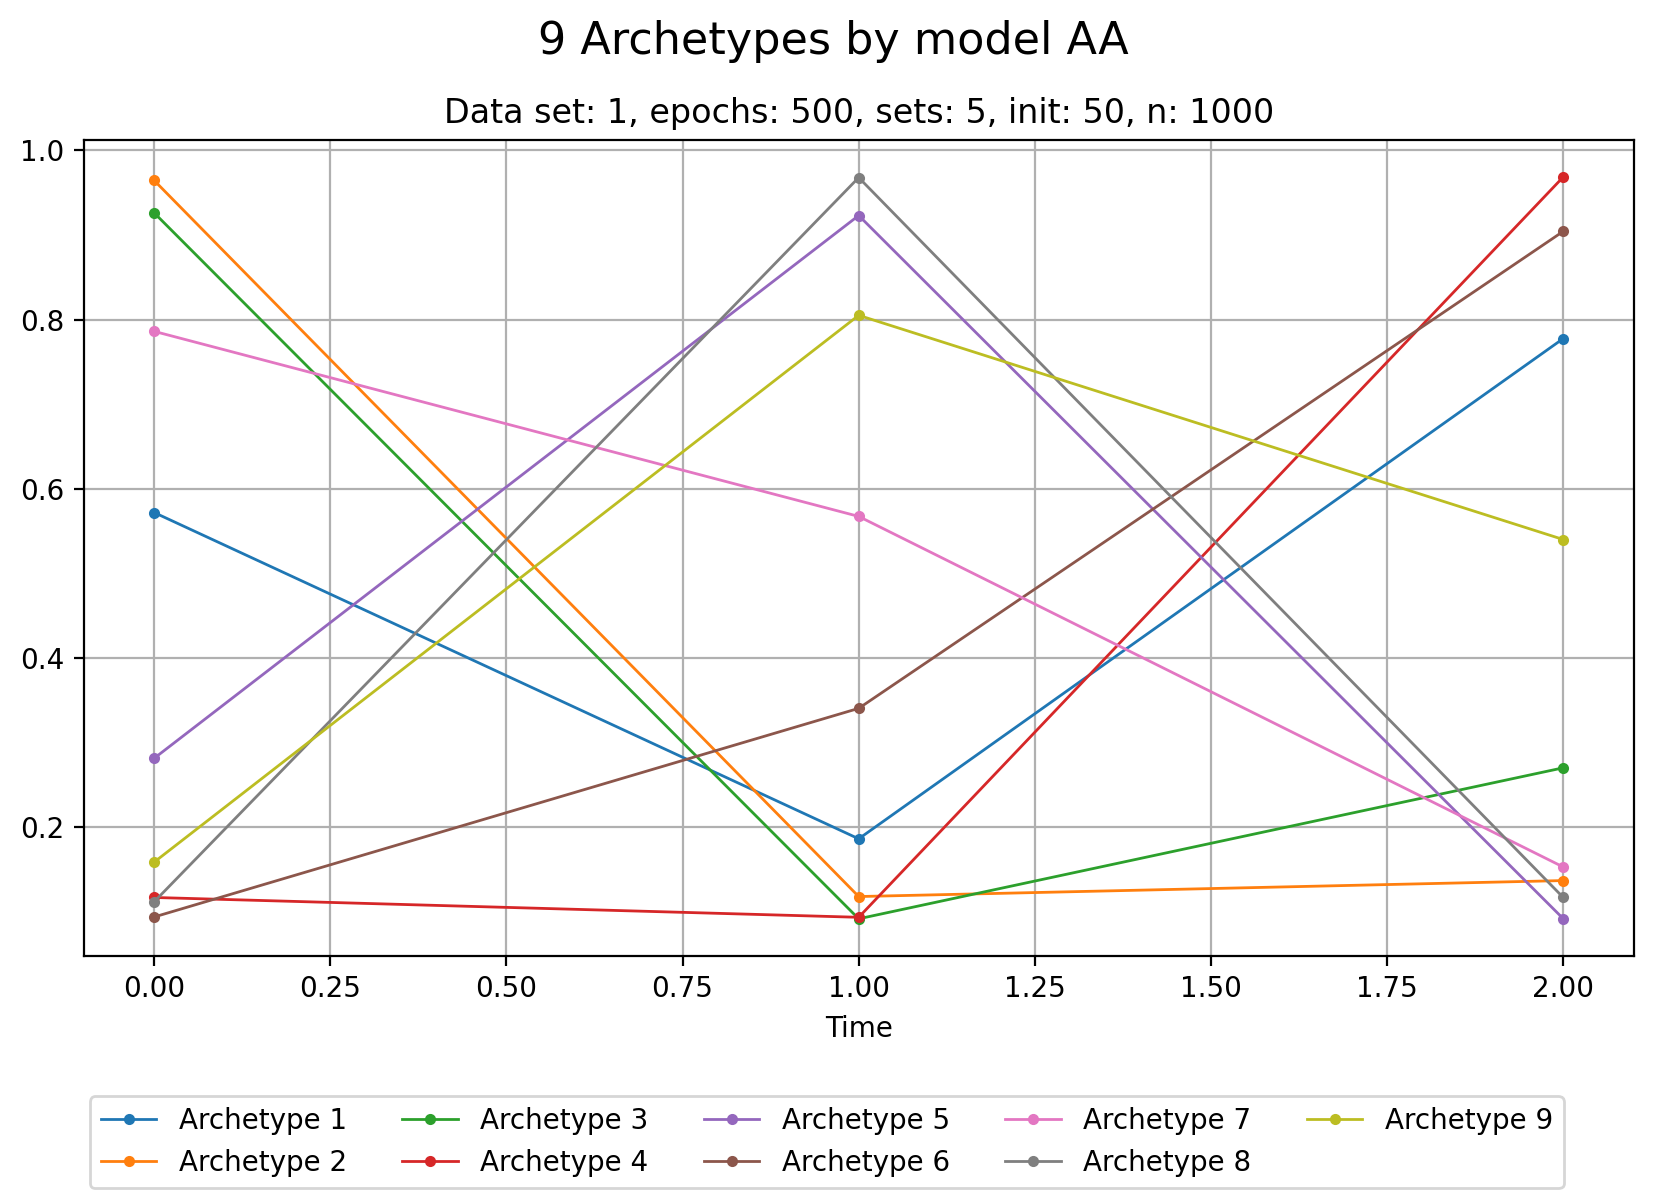 9 Archetypes by model AA
Data set: 1, epochs: 500, sets: 5, init: 50, n: 1000
1.0
0.8
0.6
0.4
0.2
0.00 0.25 0.50 0.75 1.00 1.25 1.50 1.75 2.00
Time
Archetype 1 Archetype 3 Archetype 5 Archetype 7 Archetype 9
Archetype 2 Archetype 4 Archetype 6 Archetype 8